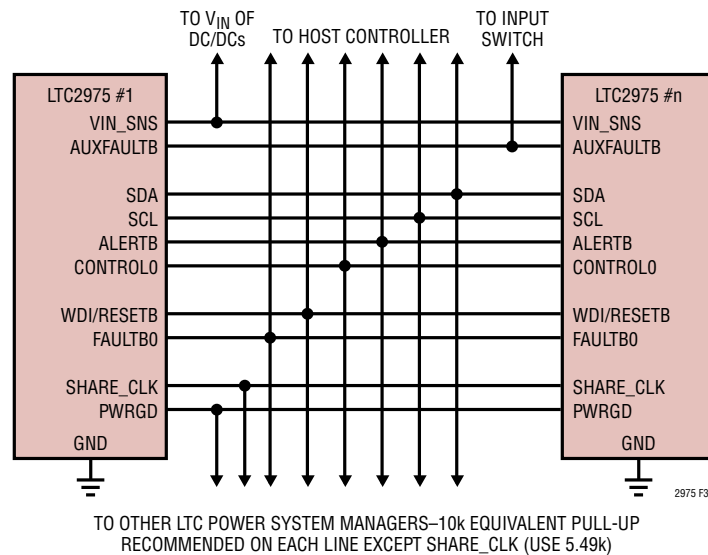 TO VIN OF
DC/DCs
TO HOST CONTROLLER
TO INPUT
SWITCH
LTC2975 #1
VIN_SNS
AUXFAULTB
SDA
SCL
ALERTB
CONTROL0
WDI/RESETB
FAULTB0
SHARE_CLK
PWRGD
GND
LTC2975 #n
VIN_SNS
AUXFAULTB
SDA
SCL
ALERTB
CONTROL0
WDI/RESETB
FAULTB0
SHARE_CLK
PWRGD
GND
2975 F3
TO OTHER LTC POWER SYSTEM MANAGERS–10k EQUIVALENT PULL-UP
RECOMMENDED ON EACH LINE EXCEPT SHARE_CLK (USE 5.49k)